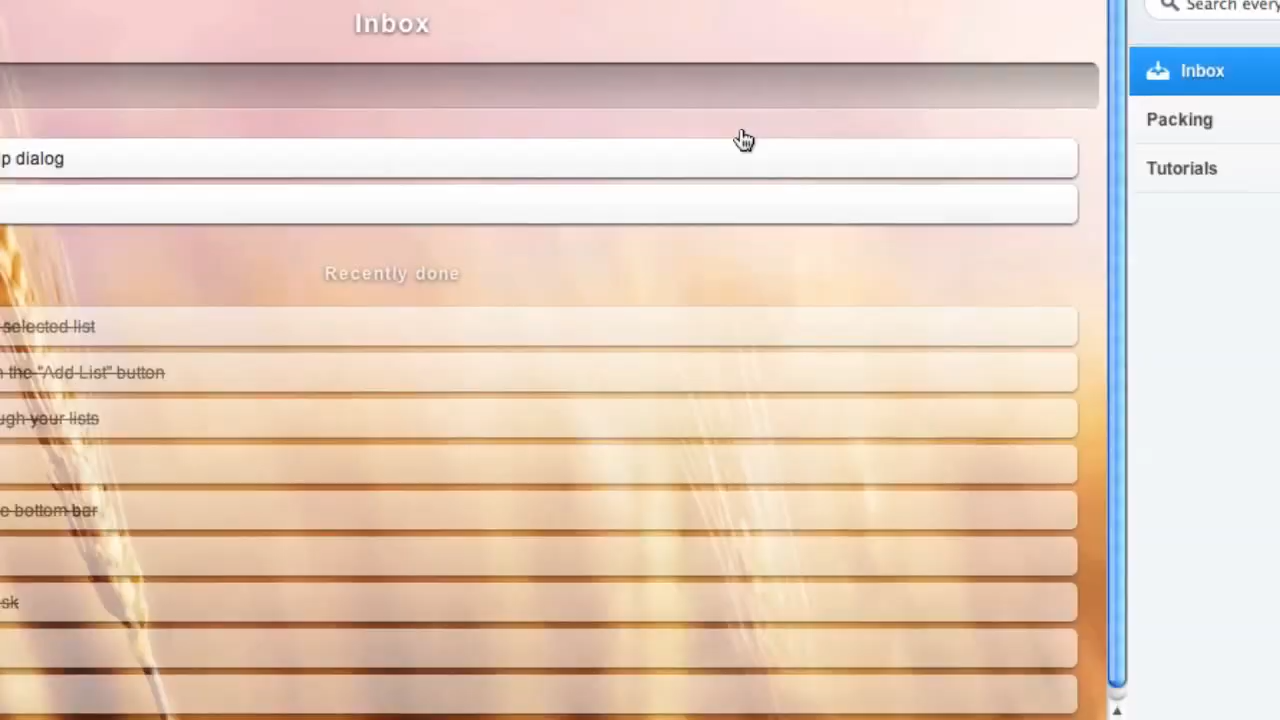 Inbox
p dialog
Recently done
selected list
n the "Add List" button
ugh your lists
e bottom bar
sk
Search every
Inbox
Packing
Tutorials